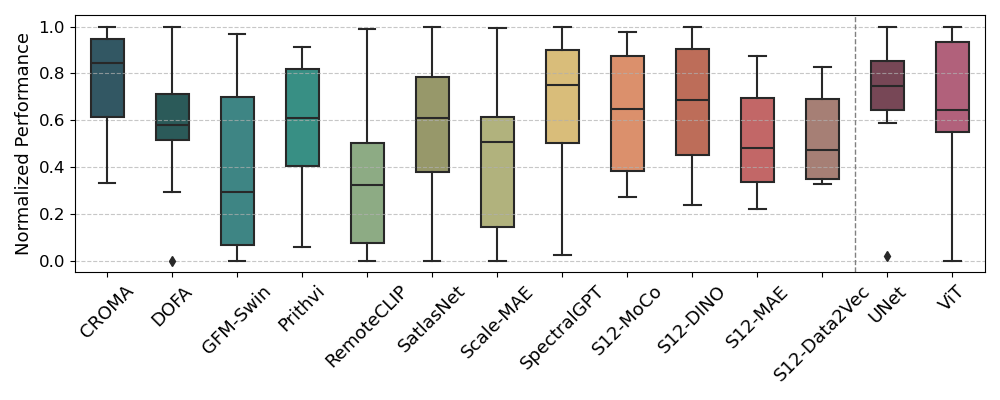 Normalized Performance
1.0
0.8
0.6
0.4
0.2
0.0
CROMA
DOFA
GFM-Swin
Prithvi
RemoteCLIP
SatlasNet
Scale-MAE
SpectralGPT
S12-MoCo
S12-DINO
S12-MAE
S12-Data2Vec
UNet
ViT